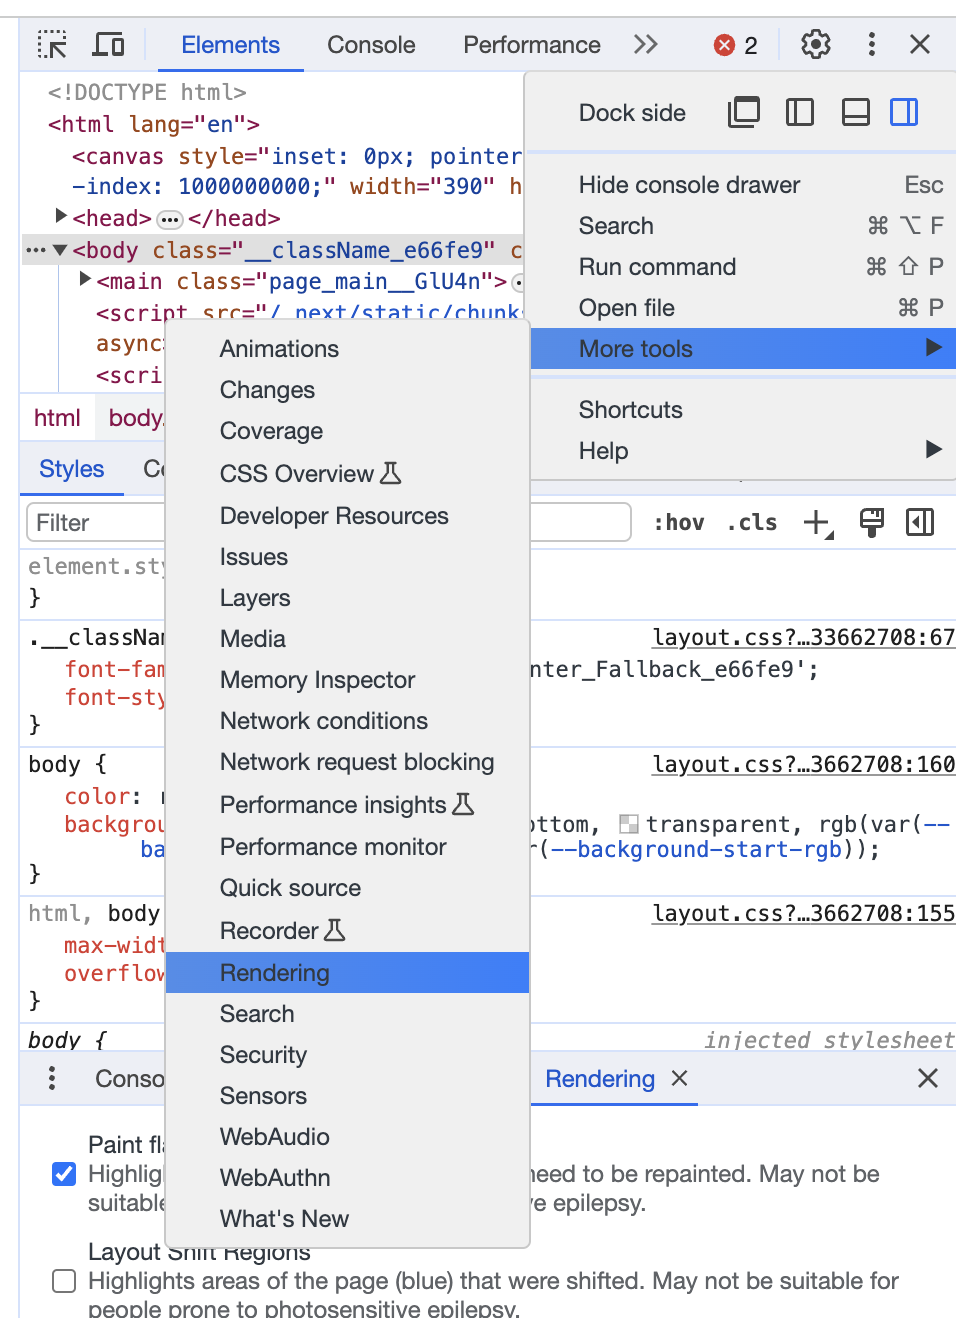 Elements Console Performance 2
<!DOCTYPE html>
<html lang="en">
<canvas style="inset: 0px; pointer
-index: 1000000000;" width="390" h
<head> ••• </head>
••• <body class="__className_e66fe9" c
<main class="page_main__GlU4n">
<script src="/_next/static/chunks
async>
<scri
html body.
Styles
Filter :hov .cls
element.sty
}
.__classNam layout.css?…33662708:67
font-fam nter_Fallback_e66fe9';
font-sty
}
body { layout.css?…3662708:160
color:
backgrou ottom, transparent, rgb(var(--
ba r(--background-start-rgb));
}
html, body layout.css?…3662708:155
max-widt
overflow
}
body { injected stylesheet
Conso Rendering
Paint fl
Highligh need to be repainted. May not be
suitable ve epilepsy.
Layout Shift Regions
Highlights areas of the page (blue) that were shifted. May not be suitable for
people prone to photosensitive epilepsy.
Dock side
Hide console drawer Esc
Search ⌘ ⌥ F
Run command ⌘ ⇧ P
Open file ⌘ P
More tools
Shortcuts
Help
Animations
Changes
Coverage
CSS Overview
Developer Resources
Issues
Layers
Media
Memory Inspector
Network conditions
Network request blocking
Performance insights
Performance monitor
Quick source
Recorder
Rendering
Search
Security
Sensors
WebAudio
WebAuthn
What's New